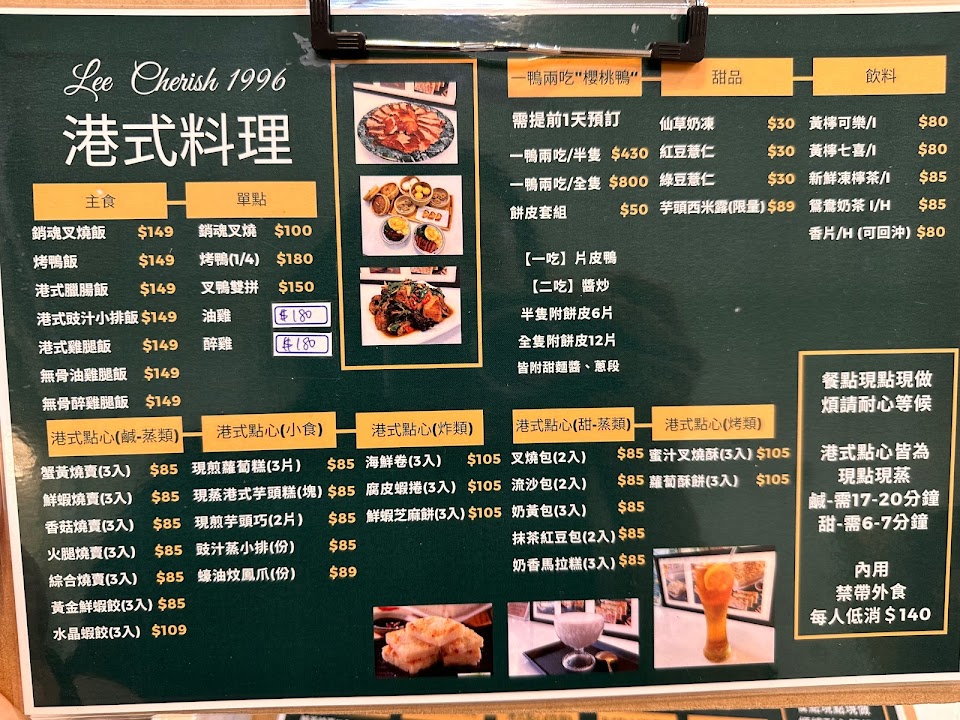 Lee Cherish 1996
港式料理
主食
銷魂叉燒飯 $149
烤鴨飯 $149
港式臘腸飯 $149
港式豉汁小排飯 $149
港式雞腿飯 $149
無骨油雞腿飯 $149
無骨醉雞腿飯 $149
單點
銷魂叉燒 $100
烤鴨(1/4) $180
叉鴨雙拼 $150
油雞 $180
醉雞 $180
一鴨兩吃"櫻桃鴨"
需提前1天預訂
一鴨兩吃/半隻 $430
一鴨兩吃/全隻 $800
餅皮套組 $50
【一吃】片皮鴨
【二吃】醬炒
半隻附餅皮6片
全隻附餅皮12片
皆附甜麵醬、蔥段
甜品
仙草奶凍 $30
紅豆薏仁 $30
綠豆薏仁 $30
芋頭西米露(限量) $89
飲料
黃檸可樂/I $80
黃檸七喜/I $80
新鮮凍檸茶/I $85
鴛鴦奶茶 I/H $85
香片/H (可回沖) $80
港式點心(鹹-蒸類)
蟹黃燒賣(3入) $85
鮮蝦燒賣(3入) $85
香菇燒賣(3入) $85
火腿燒賣(3入) $85
綜合燒賣(3入) $85
黃金鮮蝦餃(3入) $85
水晶蝦餃(3入) $109
港式點心(小食)
現煎蘿蔔糕(3片) $85
現蒸港式芋頭糕(塊) $85
現煎芋頭巧(2片) $85
豉汁蒸小排(份) $85
蠔油炆鳳爪(份) $89
港式點心(炸類)
海鮮卷(3入) $105
腐皮蝦捲(3入) $105
鮮蝦芝麻餅(3入) $105
港式點心(甜-蒸類)
叉燒包(2入) $85
流沙包(2入) $85
奶黃包(3入) $85
抹茶紅豆包(2入) $85
奶香馬拉糕(3入) $85
港式點心(烤類)
蜜汁叉燒酥(3入) $105
蘿蔔酥餅(3入) $105
餐點現點現做
煩請耐心等候
港式點心皆為
現點現蒸
鹹-需17-20分鐘
甜-需6-7分鐘
內用
禁帶外食
每人低消＄140